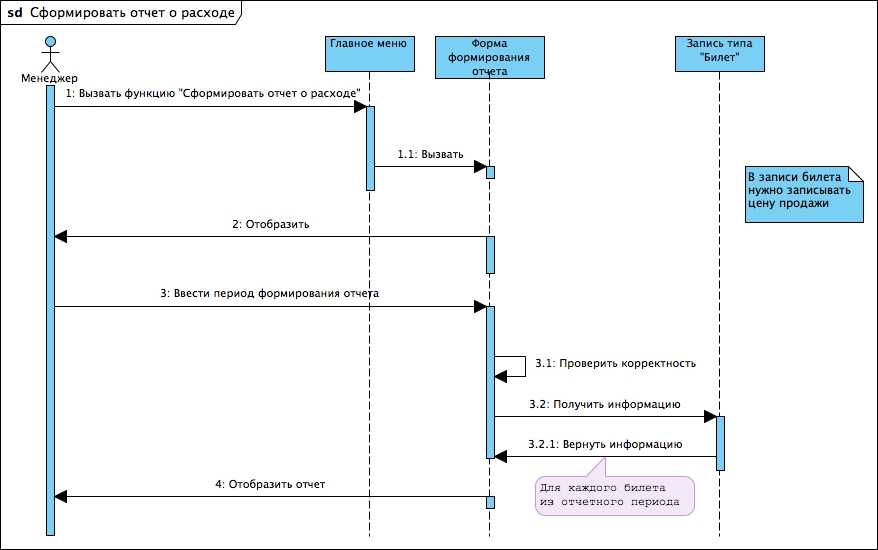 sd Сформировать отчет о расходе
Менеджер
Главное меню
Форма
формирования
отчета
Запись типа
"Билет"
1: Вызвать функцию "Сформировать отчет о расходе"
1.1: Вызвать
В записи билета
нужно записывать
цену продажи
2: Отобразить
3: Ввести период формирования отчета
3.1: Проверить корректность
3.2: Получить информацию
3.2.1: Вернуть информацию
Для каждого билета
из отчетного периода
4: Отобразить отчет